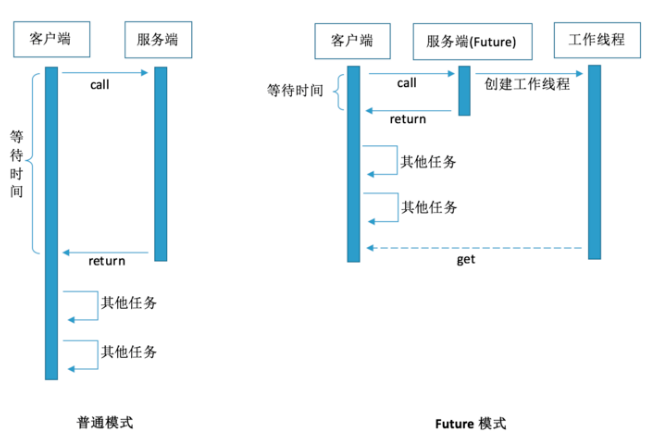 客户端
服务端
call
等待时间
return
其他任务
其他任务
普通模式
客户端
服务端(Future)
工作线程
等待时间
call
创建工作线程
return
其他任务
其他任务
get
Future 模式